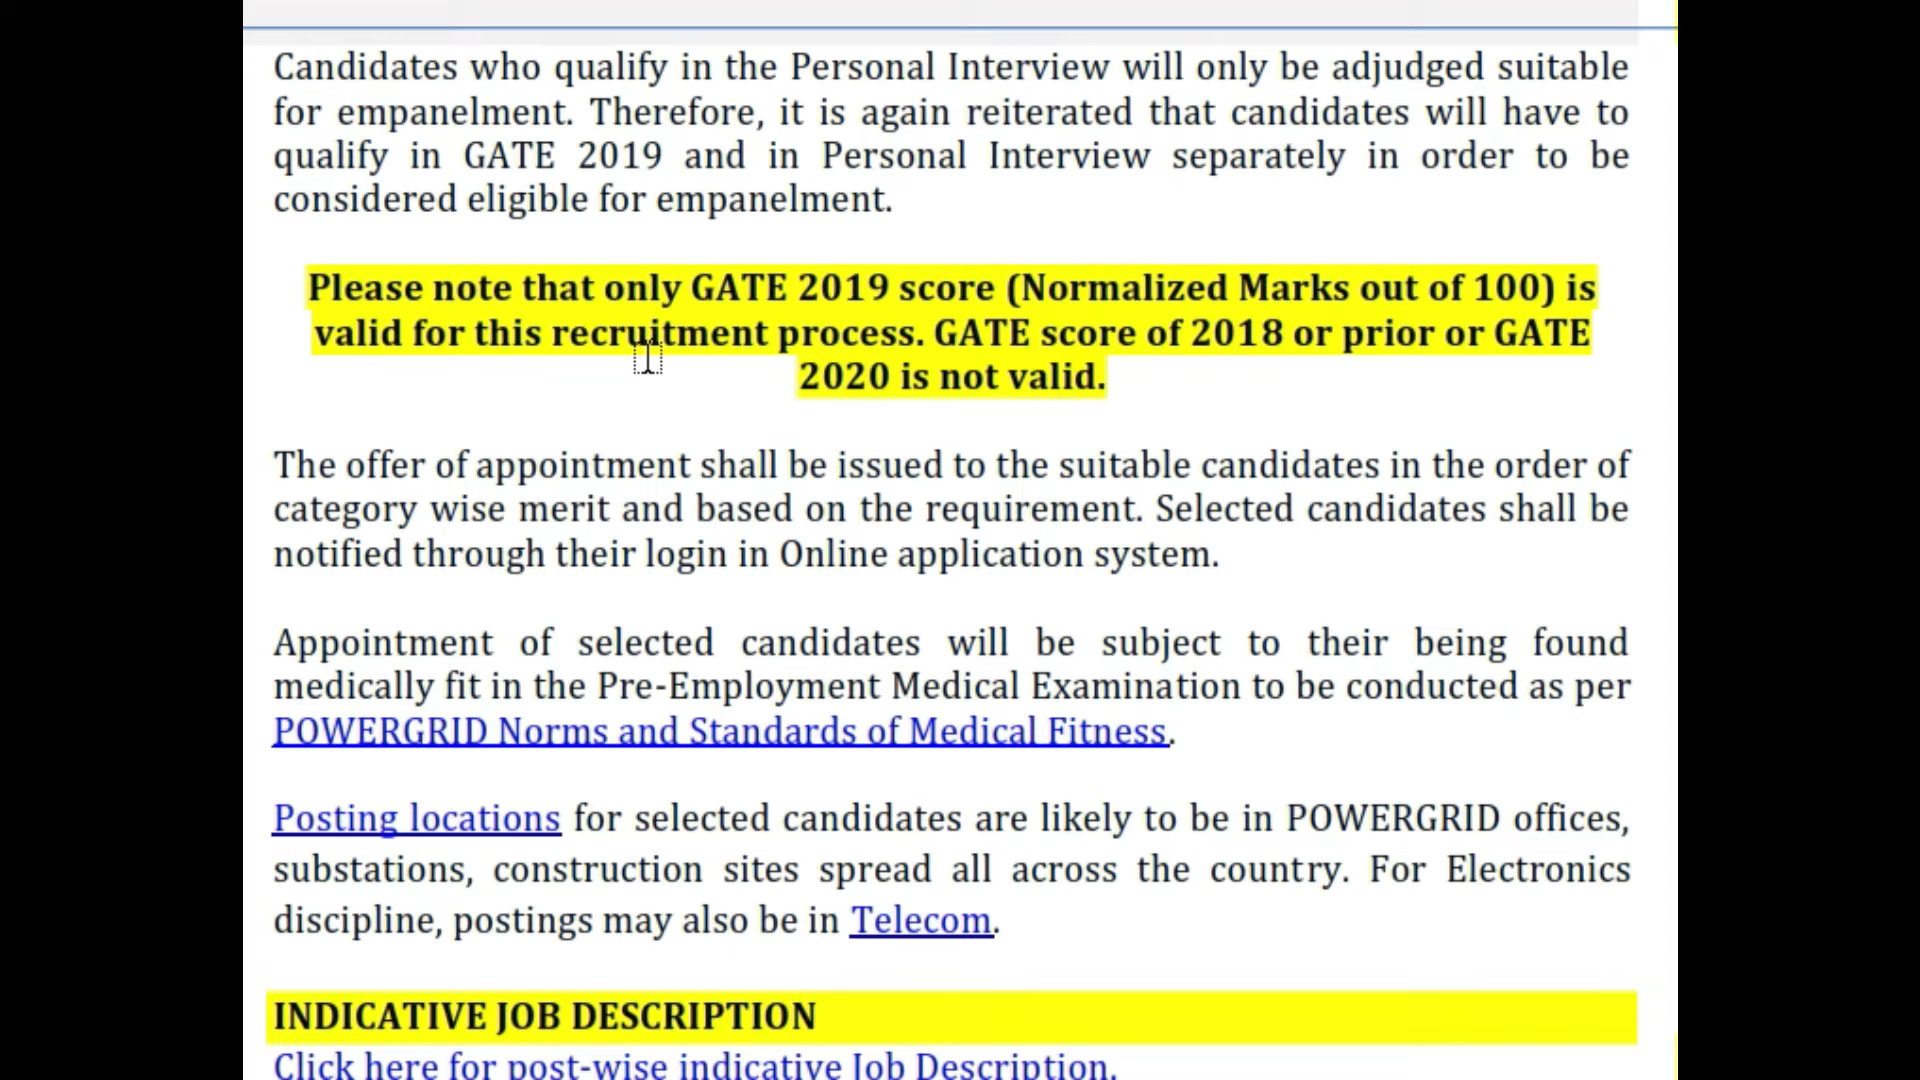 Candidates who qualify in the Personal Interview will only be adjudged suitable
for empanelment. Therefore, it is again reiterated that candidates will have to
qualify in GATE 2019 and in Personal Interview separately in order to be
considered eligible for empanelment.
Please note that only GATE 2019 score (Normalized Marks out of 100) is
valid for this recruitment process. GATE score of 2018 or prior or GATE
2020 is not valid.
The offer of appointment shall be issued to the suitable candidates in the order of
category wise merit and based on the requirement. Selected candidates shall be
notified through their login in Online application system.
Appointment of selected candidates will be subject to their being found
medically fit in the Pre-Employment Medical Examination to be conducted as per
POWERGRID Norms and Standards of Medical Fitness.
Posting locations for selected candidates are likely to be in POWERGRID offices,
substations, construction sites spread all across the country. For Electronics
discipline, postings may also be in Telecom.
INDICATIVE JOB DESCRIPTION
Click here for post-wise indicative Job Description.